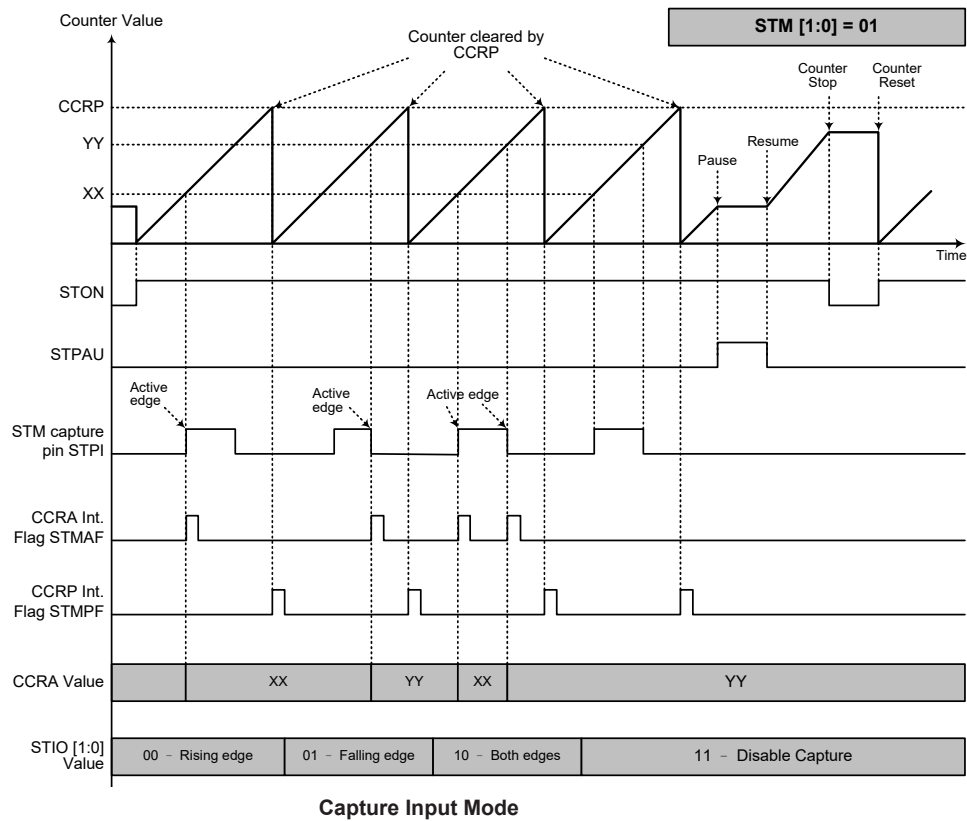 Counter Value
STM [1:0] = 01
Counter cleared by
CCRP
Counter
Stop
Counter
Reset
CCRP
YY
Resume
Pause
XX
Time
STON
STPAU
Active
edge
Active
edge
Active edge
STM capture
pin STPI
CCRA Int.
Flag STMAF
CCRP Int.
Flag STMPF
CCRA Value
XX
YY
XX
YY
STIO [1:0]
Value
00 - Rising edge
01 - Falling edge
10 - Both edges
11 - Disable Capture
Capture Input Mode